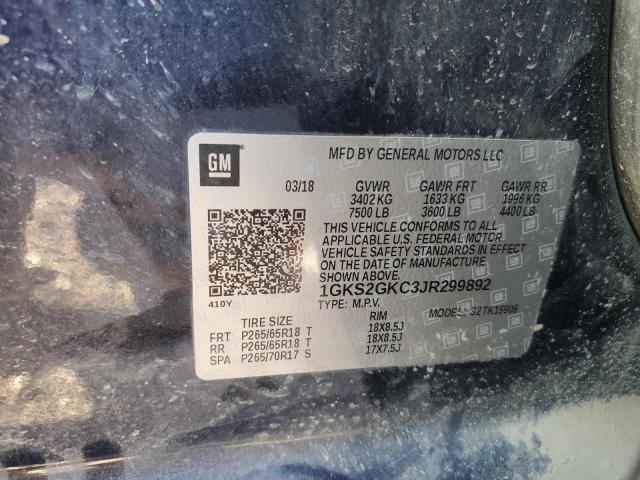 GM
MFD BY GENERAL MOTORS LLC
03/18 GVWR GAWR FRT GAWR RR
3402 KG 1633 KG 1996 KG
7500 LB 3600 LB 4400 LB
THIS VEHICLE CONFORMS TO ALL
APPLICABLE U.S. FEDERAL MOTOR
VEHICLE SAFETY STANDARDS IN EFFECT
ON THE DATE OF MANUFACTURE
SHOWN ABOVE.
1GKS2GKC3JR299892
410Y
TYPE: M.P.V. MODEL: 32TK15906
TIRE SIZE RIM
FRT P265/65R18 T 18X8.5J
RR P265/65R18 T 18X8.5J
SPA P265/70R17 S 17X7.5J